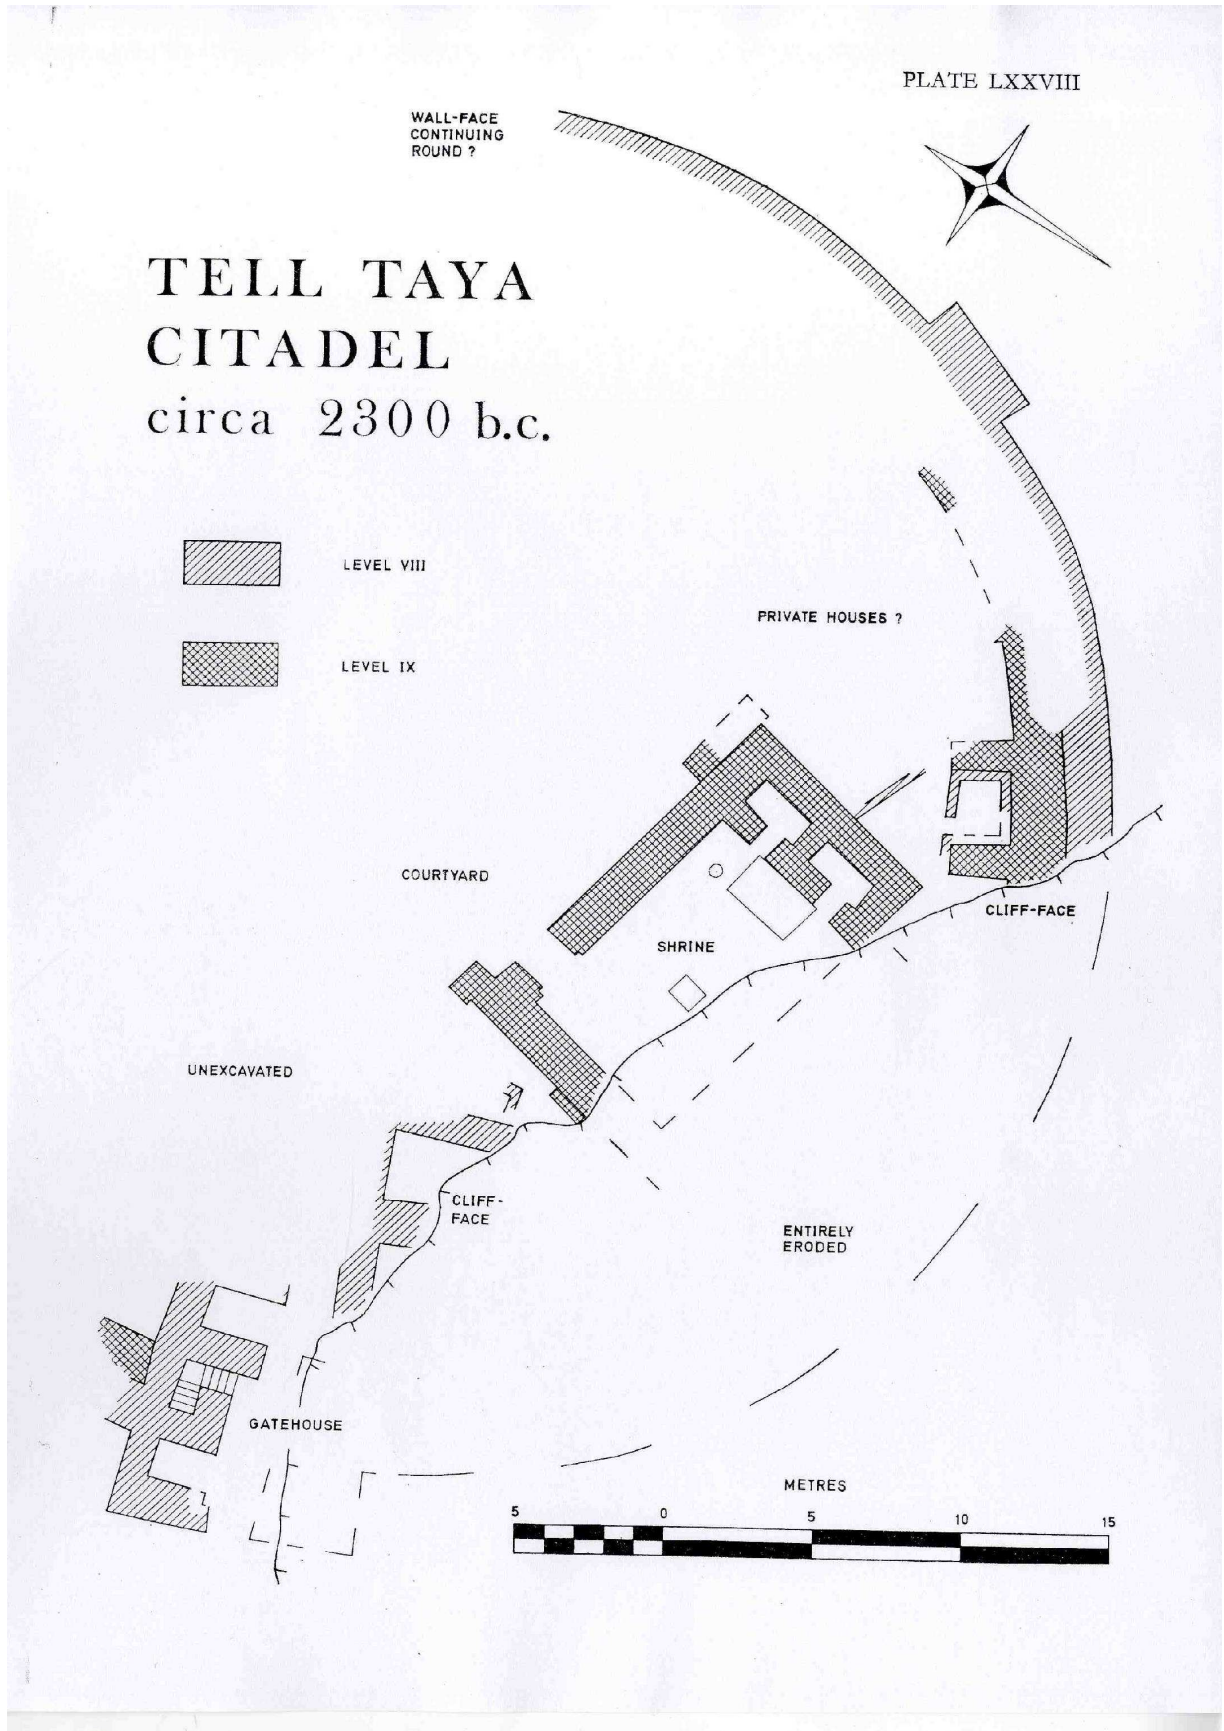 PLATE LXXVIII
WALL-FACE
CONTINUING
ROUND ?
TELL TAYA
CITADEL
circa 2300 b.c.
LEVEL VIII
PRIVATE HOUSES ?
LEVEL IX
COURTYARD
CLIFF-FACE
SHRINE
UNEXCAVATED
CLIFF-
FACE
ENTIRELY
ERODED
GATEHOUSE
METRES
5 0 5 10 15